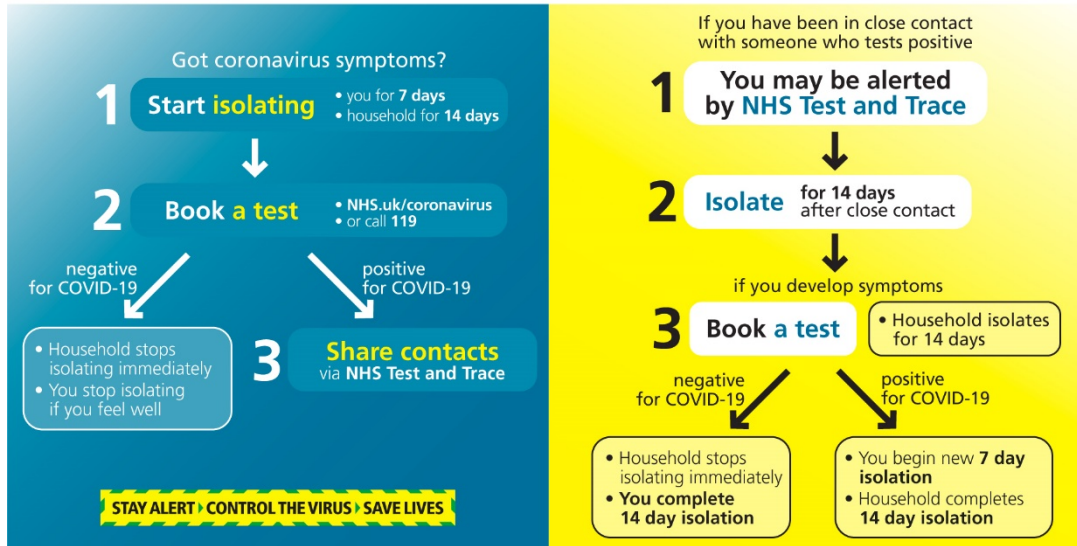 Got coronavirus symptoms?
1
Start isolating
• you for 7 days
• household for 14 days
2
Book a test
• NHS.uk/coronavirus
• or call 119
negative
for COVID-19
positive
for COVID-19
• Household stops
isolating immediately
• You stop isolating
if you feel well
3
Share contacts
via NHS Test and Trace
STAY ALERT CONTROL THE VIRUS SAVE LIVES
If you have been in close contact
with someone who tests positive
1
You may be alerted
by NHS Test and Trace
2
Isolate
for 14 days
after close contact
if you develop symptoms
3
Book a test
• Household isolates
for 14 days
negative
for COVID-19
positive
for COVID-19
• Household stops
isolating immediately
• You complete
14 day isolation
• You begin new 7 day
isolation
• Household completes
14 day isolation